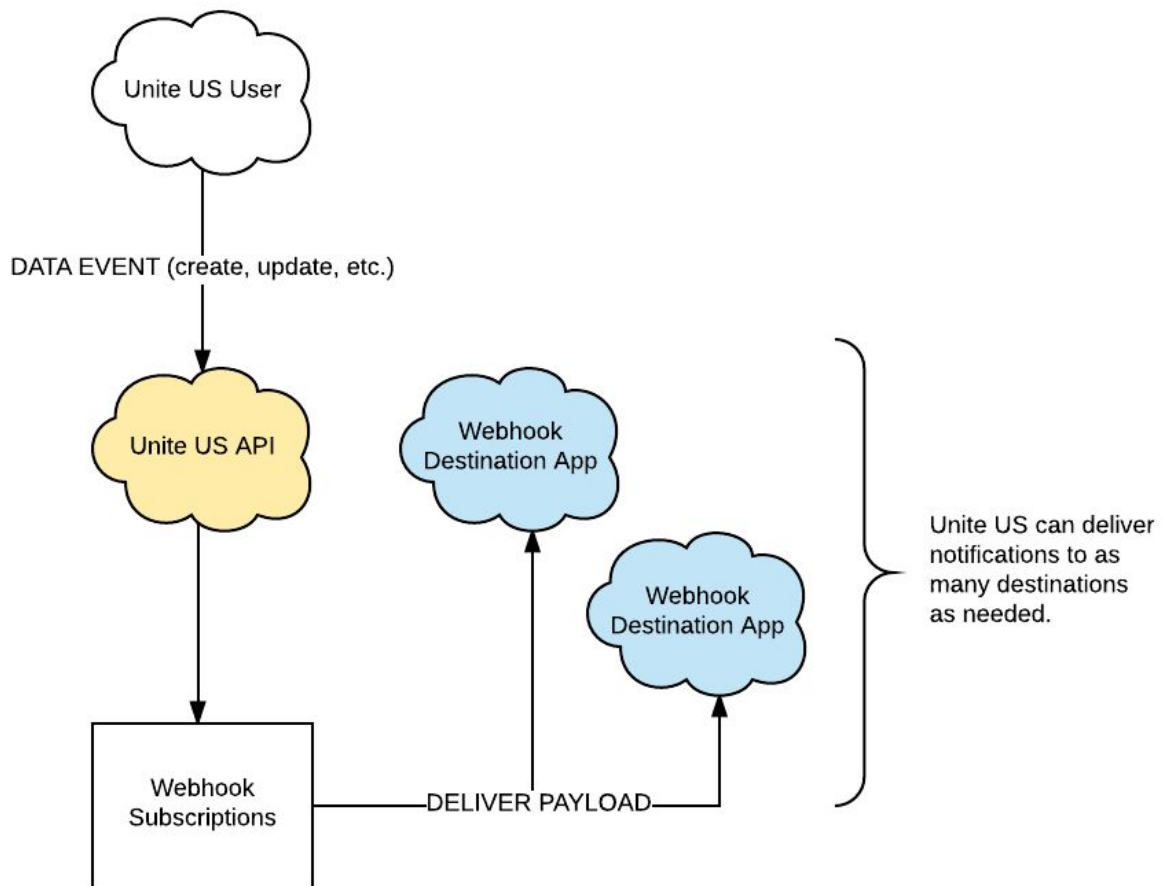 Unite US User
DATA EVENT (create, update, etc.)
Unite US API
Webhook
Destination App
Webhook
Destination App
Unite US can deliver
notifications to as
many destinations
as needed.
Webhook
Subscriptions
DELIVER PAYLOAD